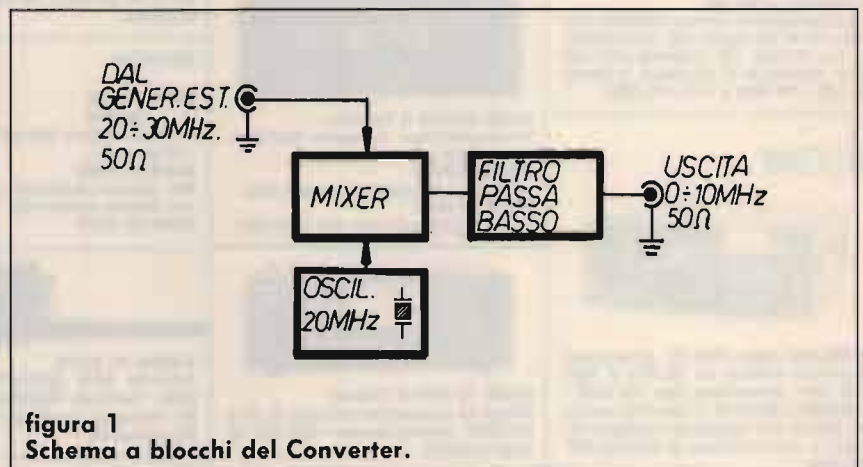 DAL
GENER.EST.
20÷30MHz.
50Ω
MIXER
OSCIL.
20MHz
FILTRO
PASSA
BASSO
USCITA
0÷10MHz
50Ω
figura 1
Schema a blocchi del Converter.